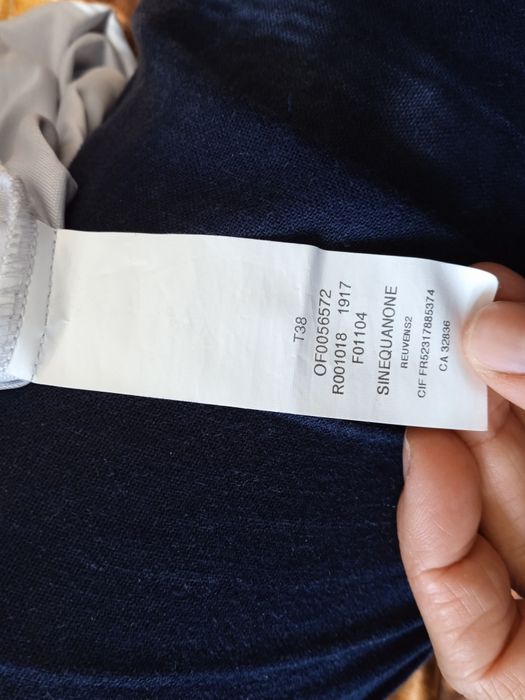 T38
OF0056572
R001018 1917
F01104
SINEQUANONE
REUVENS2
CIF FR52317885374
CA 32836